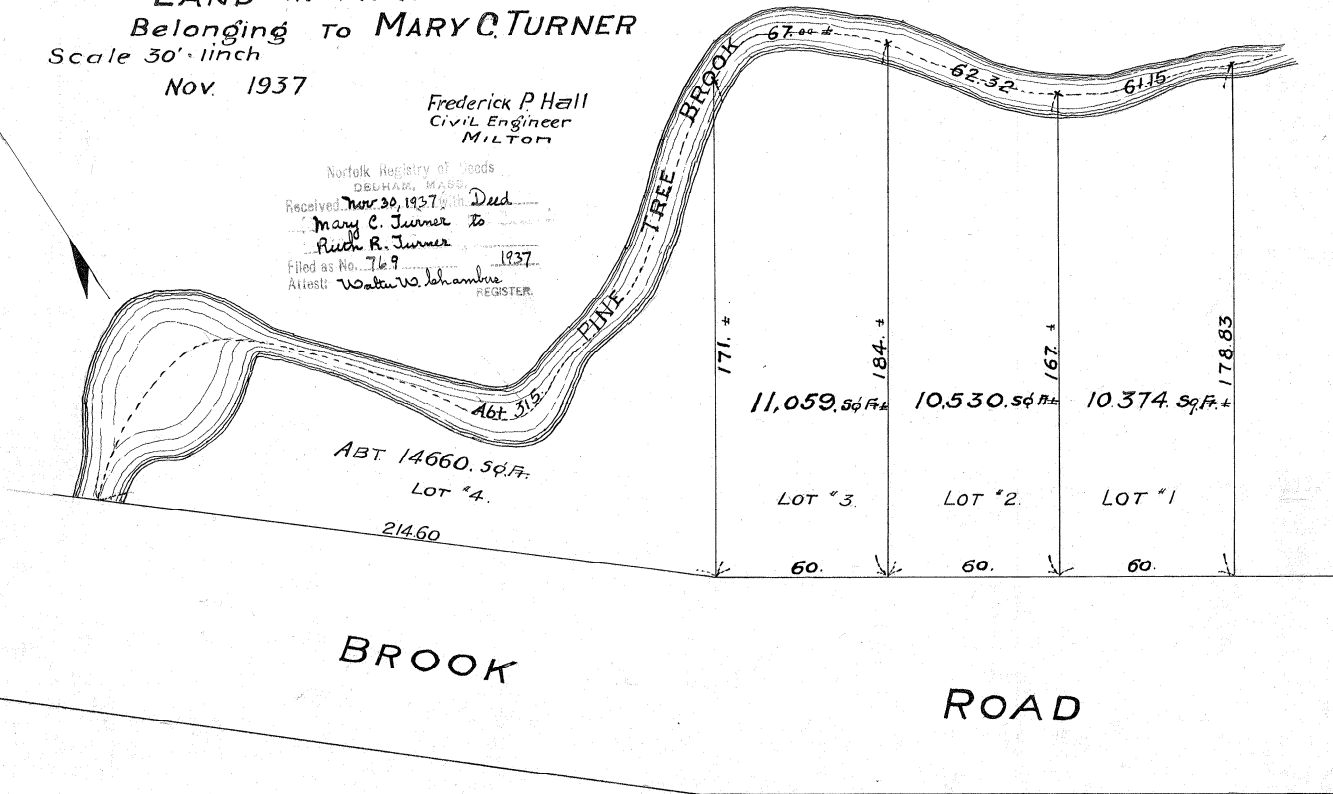 LAND
Belonging To MARY C. TURNER
Scale 30'=1inch
Nov. 1937
Frederick P. Hall
Civil Engineer
MILTON
Norfolk Registry of Deeds
DEDHAM, MASS.
Received Nov 30, 1937 with Deed
Mary C. Turner to
Ruth R. Turner
Filed as No. 769 1937
Attest: Walter W. Chambers
REGISTER.
PINE TREE BROOK
67.00 ±
62.32
61.15
171. ±
184. ±
167. ±
178.83
11,059. Sq Ft ±
10,530. Sq Ft ±
10.374. Sq. Ft. ±
Abt 315.
ABT. 14660. Sq. Ft.
LOT #4.
214.60
LOT #3.
LOT #2.
LOT #1
60.
60.
60.
BROOK ROAD